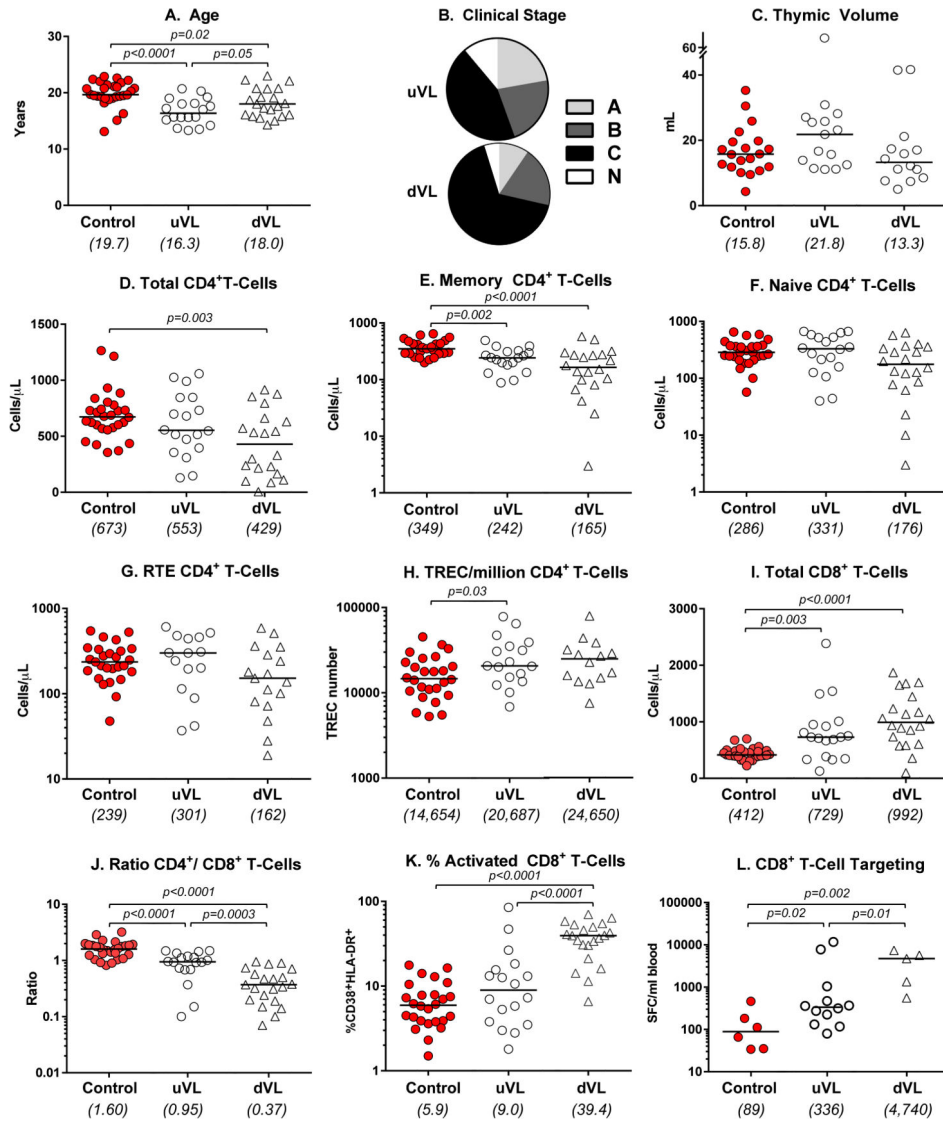 A. Age
p=0.02
p<0.0001
p=0.05
30
20
10
0
Years
Control
uVL
dVL
(19.7)
(16.3)
(18.0)
B. Clinical Stage
uVL
dVL
A
B
C
N
C. Thymic Volume
60
40
20
0
mL
Control
uVL
dVL
(15.8)
(21.8)
(13.3)
D. Total CD4⁺T-Cells
p=0.003
1500
1000
500
0
Cells/μL
Control
uVL
dVL
(673)
(553)
(429)
E. Memory CD4⁺ T-Cells
p<0.0001
p=0.002
1000
100
10
1
Cells/μL
Control
uVL
dVL
(349)
(242)
(165)
F. Naive CD4⁺ T-Cells
1000
100
10
1
Cells/μL
Control
uVL
dVL
(286)
(331)
(176)
G. RTE CD4⁺ T-Cells
1000
100
10
Cells/μL
Control
uVL
dVL
(239)
(301)
(162)
H. TREC/million CD4⁺ T-Cells
p=0.03
100000
10000
1000
TREC number
Control
uVL
dVL
(14,654)
(20,687)
(24,650)
I. Total CD8⁺ T-Cells
p<0.0001
p=0.003
3000
2000
1000
0
Cells/μL
Control
uVL
dVL
(412)
(729)
(992)
J. Ratio CD4⁺/ CD8⁺ T-Cells
p<0.0001
p<0.0001
p=0.0003
10
1
0.1
0.01
Ratio
Control
uVL
dVL
(1.60)
(0.95)
(0.37)
K. % Activated CD8⁺ T-Cells
p<0.0001
p<0.0001
100
10
1
%CD38⁺HLA-DR⁺
Control
uVL
dVL
(5.9)
(9.0)
(39.4)
L. CD8⁺ T-Cell Targeting
p=0.002
p=0.02
p=0.01
100000
10000
1000
100
10
SFC/ml blood
Control
uVL
dVL
(89)
(336)
(4,740)